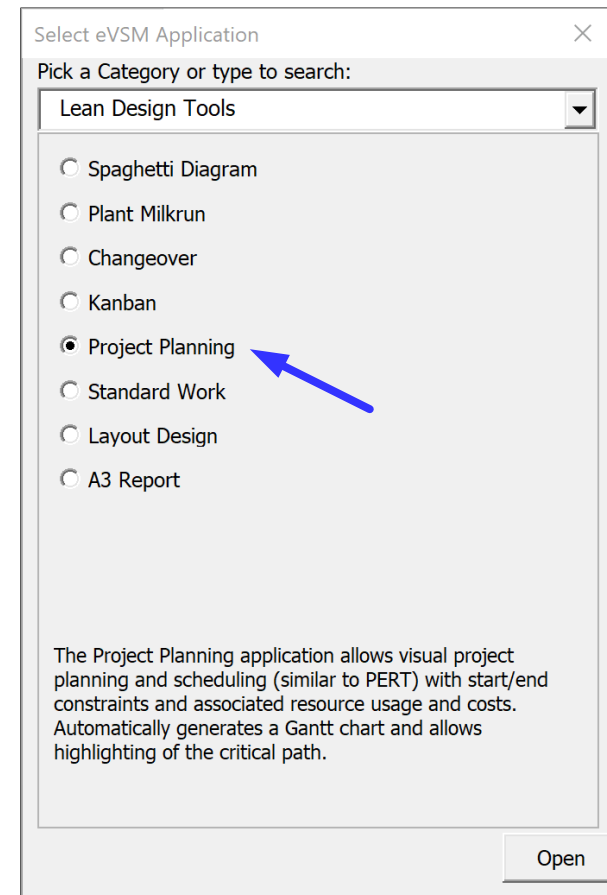 Select eVSM Application
Pick a Category or type to search:
Lean Design Tools
Spaghetti Diagram
Plant Milkrun
Changeover
Kanban
Project Planning
Standard Work
Layout Design
A3 Report
The Project Planning application allows visual project
planning and scheduling (similar to PERT) with start/end
constraints and associated resource usage and costs.
Automatically generates a Gantt chart and allows
highlighting of the critical path.
Open